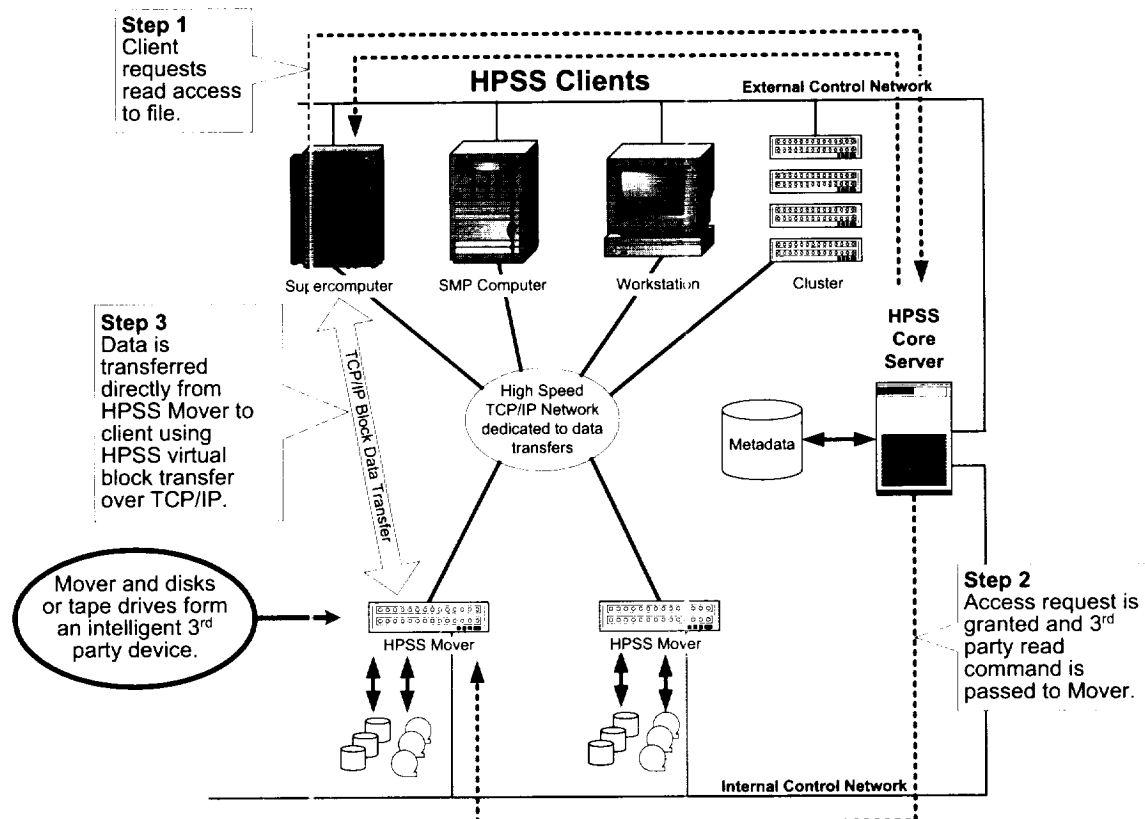 Step 1
Client
requests
read access
to file.
HPSS Clients
External Control Network
Supercomputer
SMP Computer
Workstation
Cluster
Step 3
Data is
transferred
directly from
HPSS Mover to
client using
HPSS virtual
block transfer
over TCP/IP.
TCP/IP Block Data Transfer
High Speed
TCP/IP Network
dedicated to data
transfers
HPSS
Core
Server
Metadata
Mover and disks
or tape drives form
an intelligent 3rd
party device.
HPSS Mover
HPSS Mover
Step 2
Access request is
granted and 3rd
party read
command is
passed to Mover.
Internal Control Network